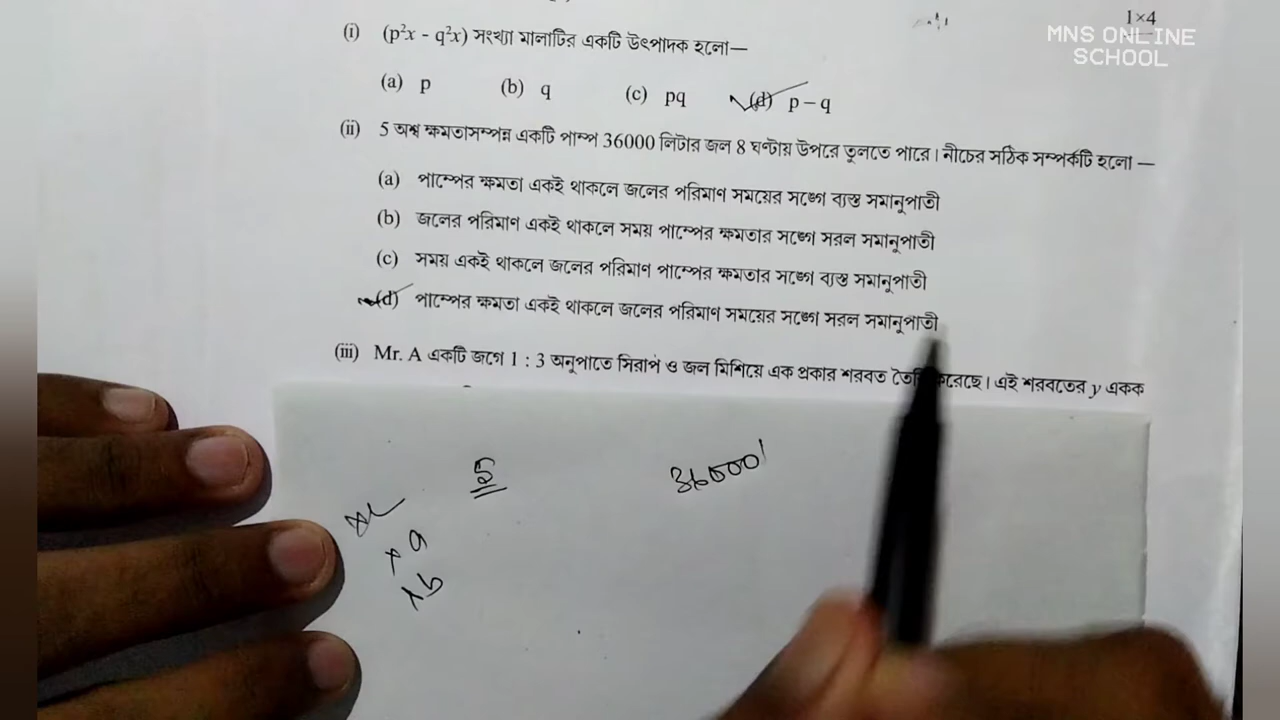 1×4
MNS ONLINE
SCHOOL
(i) (p²x - q²x) সংখ্যা মালাটির একটি উৎপাদক হলো—
(a) p (b) q (c) pq (d) p – q
(ii) 5 অশ্ব ক্ষমতাসম্পন্ন একটি পাম্প 36000 লিটার জল 8 ঘণ্টায় উপরে তুলতে পারে। নীচের সঠিক সম্পর্কটি হলো —
(a) পাম্পের ক্ষমতা একই থাকলে জলের পরিমাণ সময়ের সঙ্গে ব্যস্ত সমানুপাতী
(b) জলের পরিমাণ একই থাকলে সময় পাম্পের ক্ষমতার সঙ্গে সরল সমানুপাতী
(c) সময় একই থাকলে জলের পরিমাণ পাম্পের ক্ষমতার সঙ্গে ব্যস্ত সমানুপাতী
(d) পাম্পের ক্ষমতা একই থাকলে জলের পরিমাণ সময়ের সঙ্গে সরল সমানুপাতী
(iii) Mr. A একটি জগে 1 : 3 অনুপাতে সিরাপ ও জল মিশিয়ে এক প্রকার শরবত করেছে। এই শরবতের y একক
5 36000
a
b